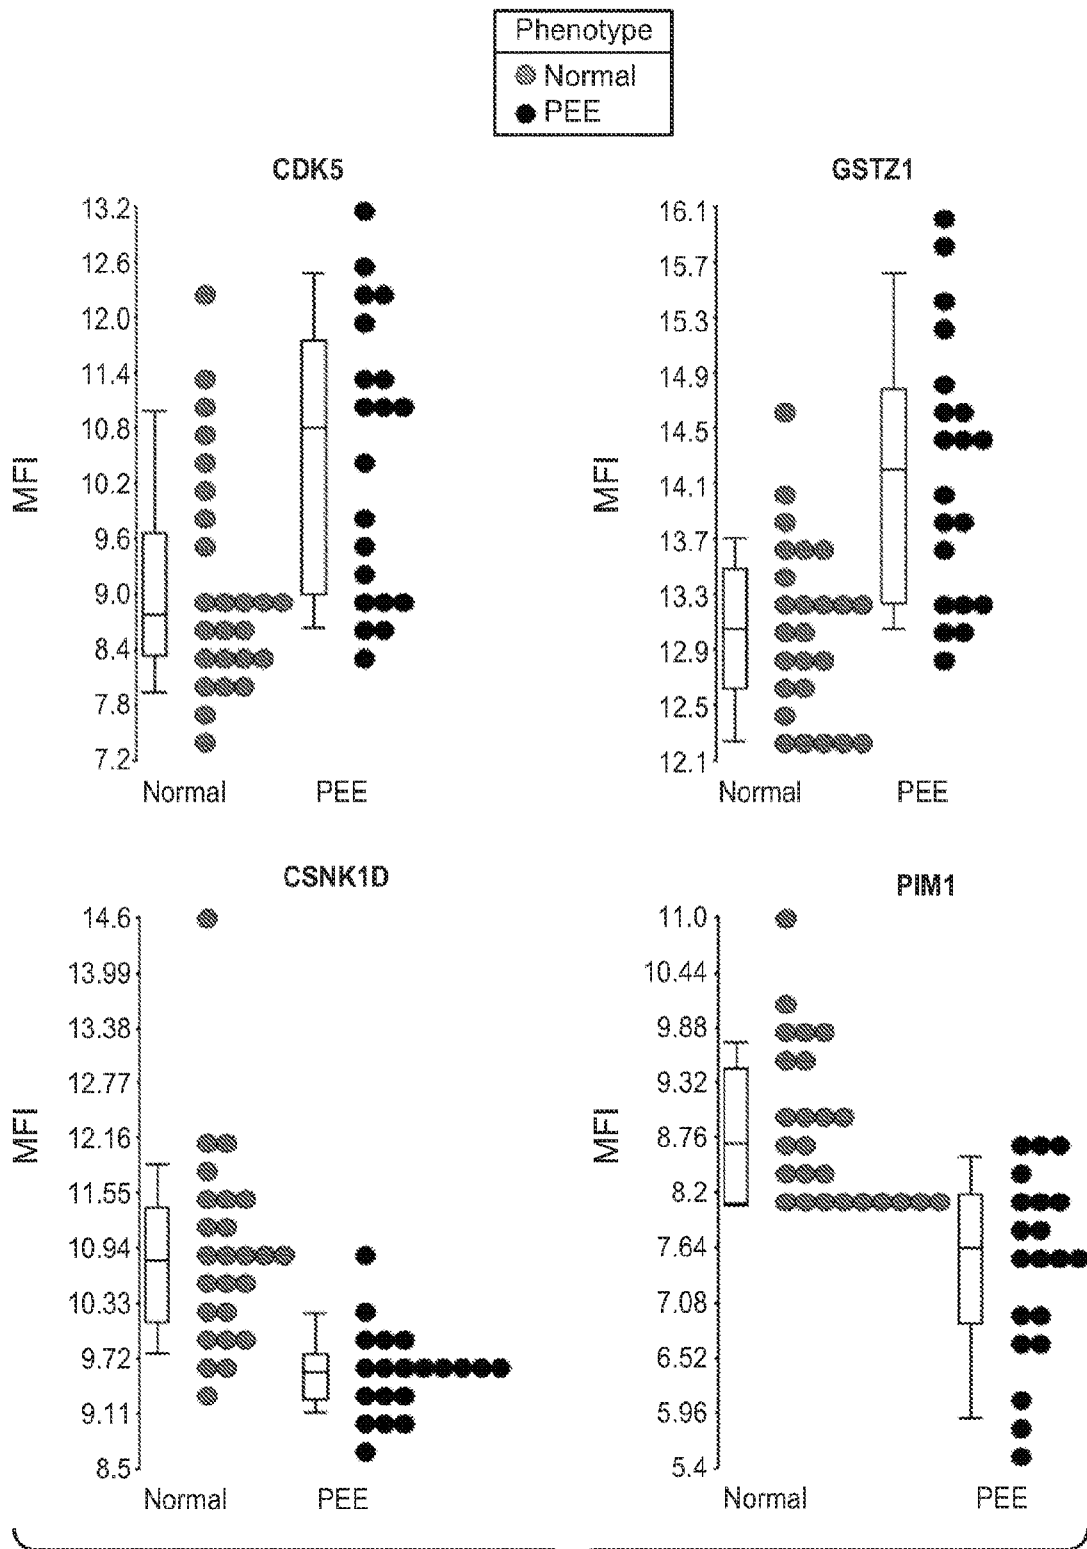 Phenotype
Normal
PEE
CDK5
MFI
13.2
12.6
12.0
11.4
10.8
10.2
9.6
9.0
8.4
7.8
7.2
Normal PEE
GSTZ1
MFI
16.1
15.7
15.3
14.9
14.5
14.1
13.7
13.3
12.9
12.5
12.1
Normal PEE
CSNK1D
MFI
14.6
13.99
13.38
12.77
12.16
11.55
10.94
10.33
9.72
9.11
8.5
Normal PEE
PIM1
MFI
11.0
10.44
9.88
9.32
8.76
8.2
7.64
7.08
6.52
5.96
5.4
Normal PEE